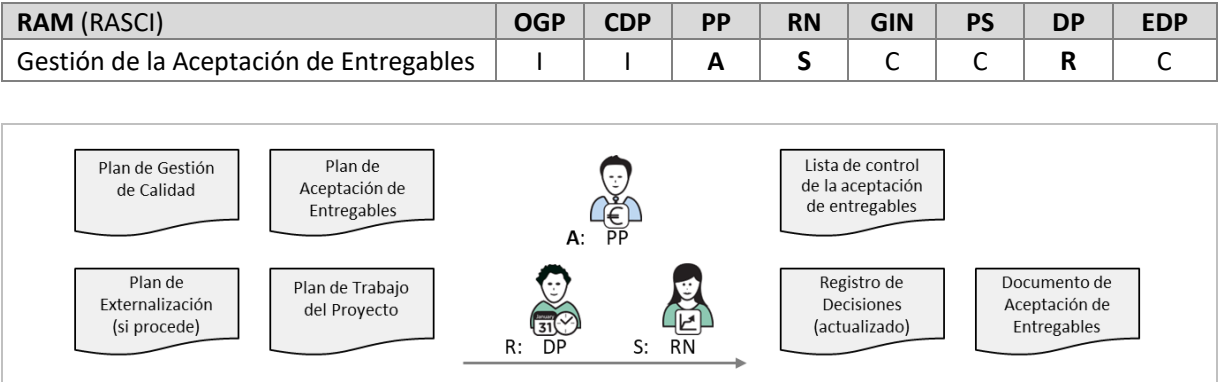 RAM (RASCI) OGP CDP PP RN GIN PS DP EDP
Gestión de la Aceptación de Entregables I I A S C C R C
Plan de Gestión
de Calidad
Plan de
Aceptación de
Entregables
Lista de control
de la aceptación
de entregables
€
A: PP
Plan de
Externalización
(si procede)
Plan de Trabajo
del Proyecto
January
31
R: DP
S: RN
Registro de
Decisiones
(actualizado)
Documento de
Aceptación de
Entregables